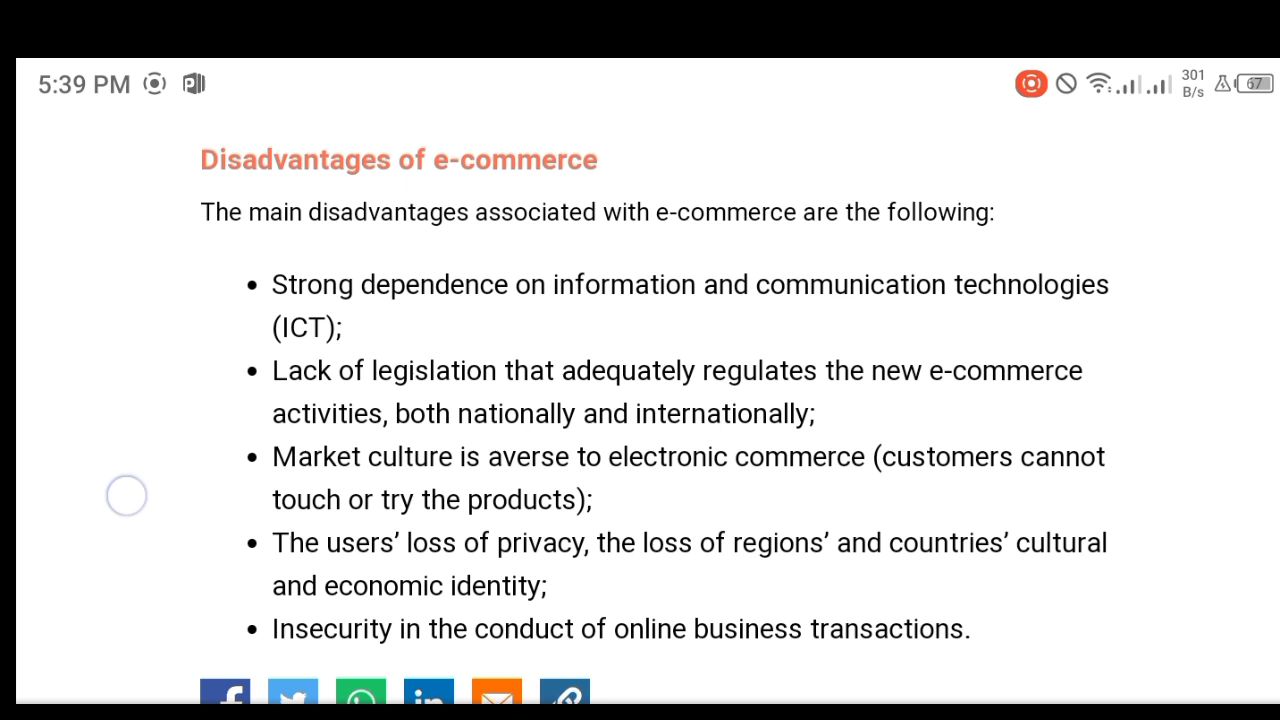 5:39 PM
301
B/s
67
Disadvantages of e-commerce
The main disadvantages associated with e-commerce are the following:
• Strong dependence on information and communication technologies
(ICT);
• Lack of legislation that adequately regulates the new e-commerce
activities, both nationally and internationally;
• Market culture is averse to electronic commerce (customers cannot
touch or try the products);
• The users’ loss of privacy, the loss of regions’ and countries’ cultural
and economic identity;
• Insecurity in the conduct of online business transactions.